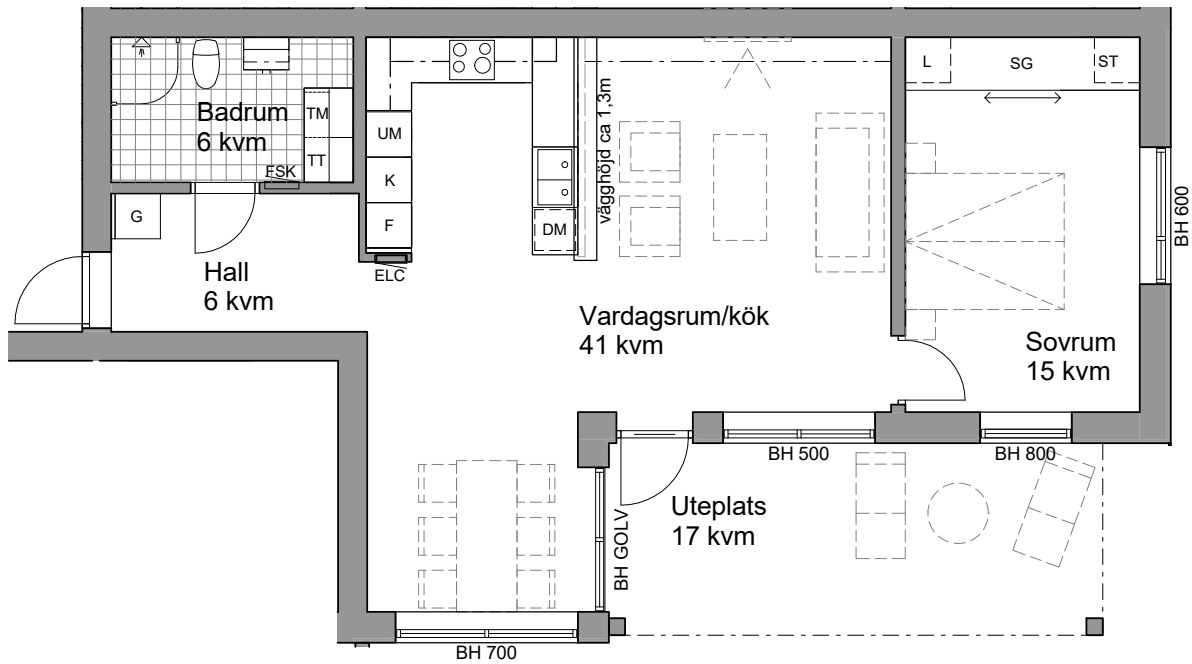 L
SG
ST
Badrum
6 kvm
TM
TT
FSK
UM
K
F
ELC
DM
vägghöjd ca 1,3m
G
Hall
6 kvm
Vardagsrum/kök
41 kvm
Sovrum
15 kvm
BH 600
BH 500
BH 800
Uteplats
17 kvm
BH GOLV
BH 700